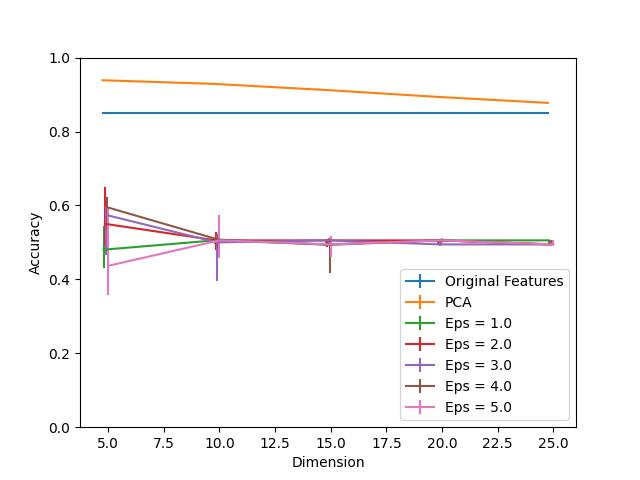 1.0
0.8
0.6
0.4
0.2
0.0
Accuracy
5.0 7.5 10.0 12.5 15.0 17.5 20.0 22.5 25.0
Dimension
Original Features
PCA
Eps = 1.0
Eps = 2.0
Eps = 3.0
Eps = 4.0
Eps = 5.0